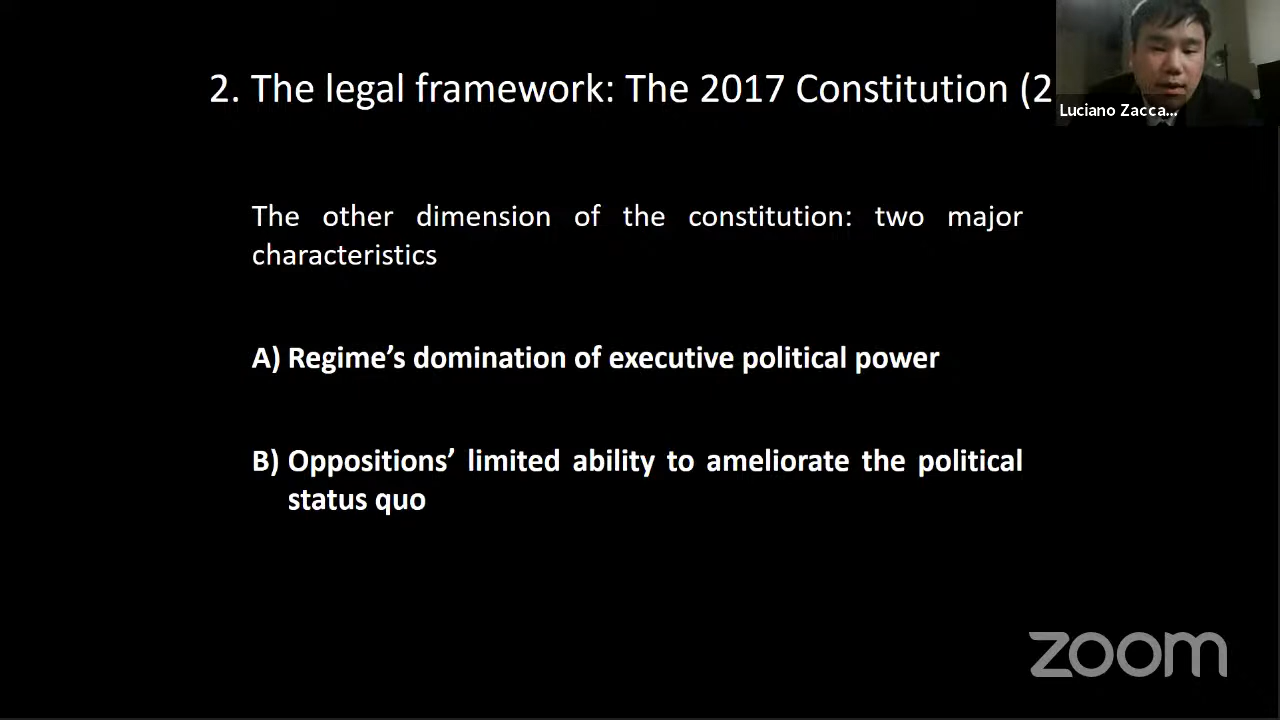 2. The legal framework: The 2017 Constitution (2
Luciano Zacca...
The other dimension of the constitution: two major
characteristics
A) Regime’s domination of executive political power
B) Oppositions’ limited ability to ameliorate the political
status quo
zoom